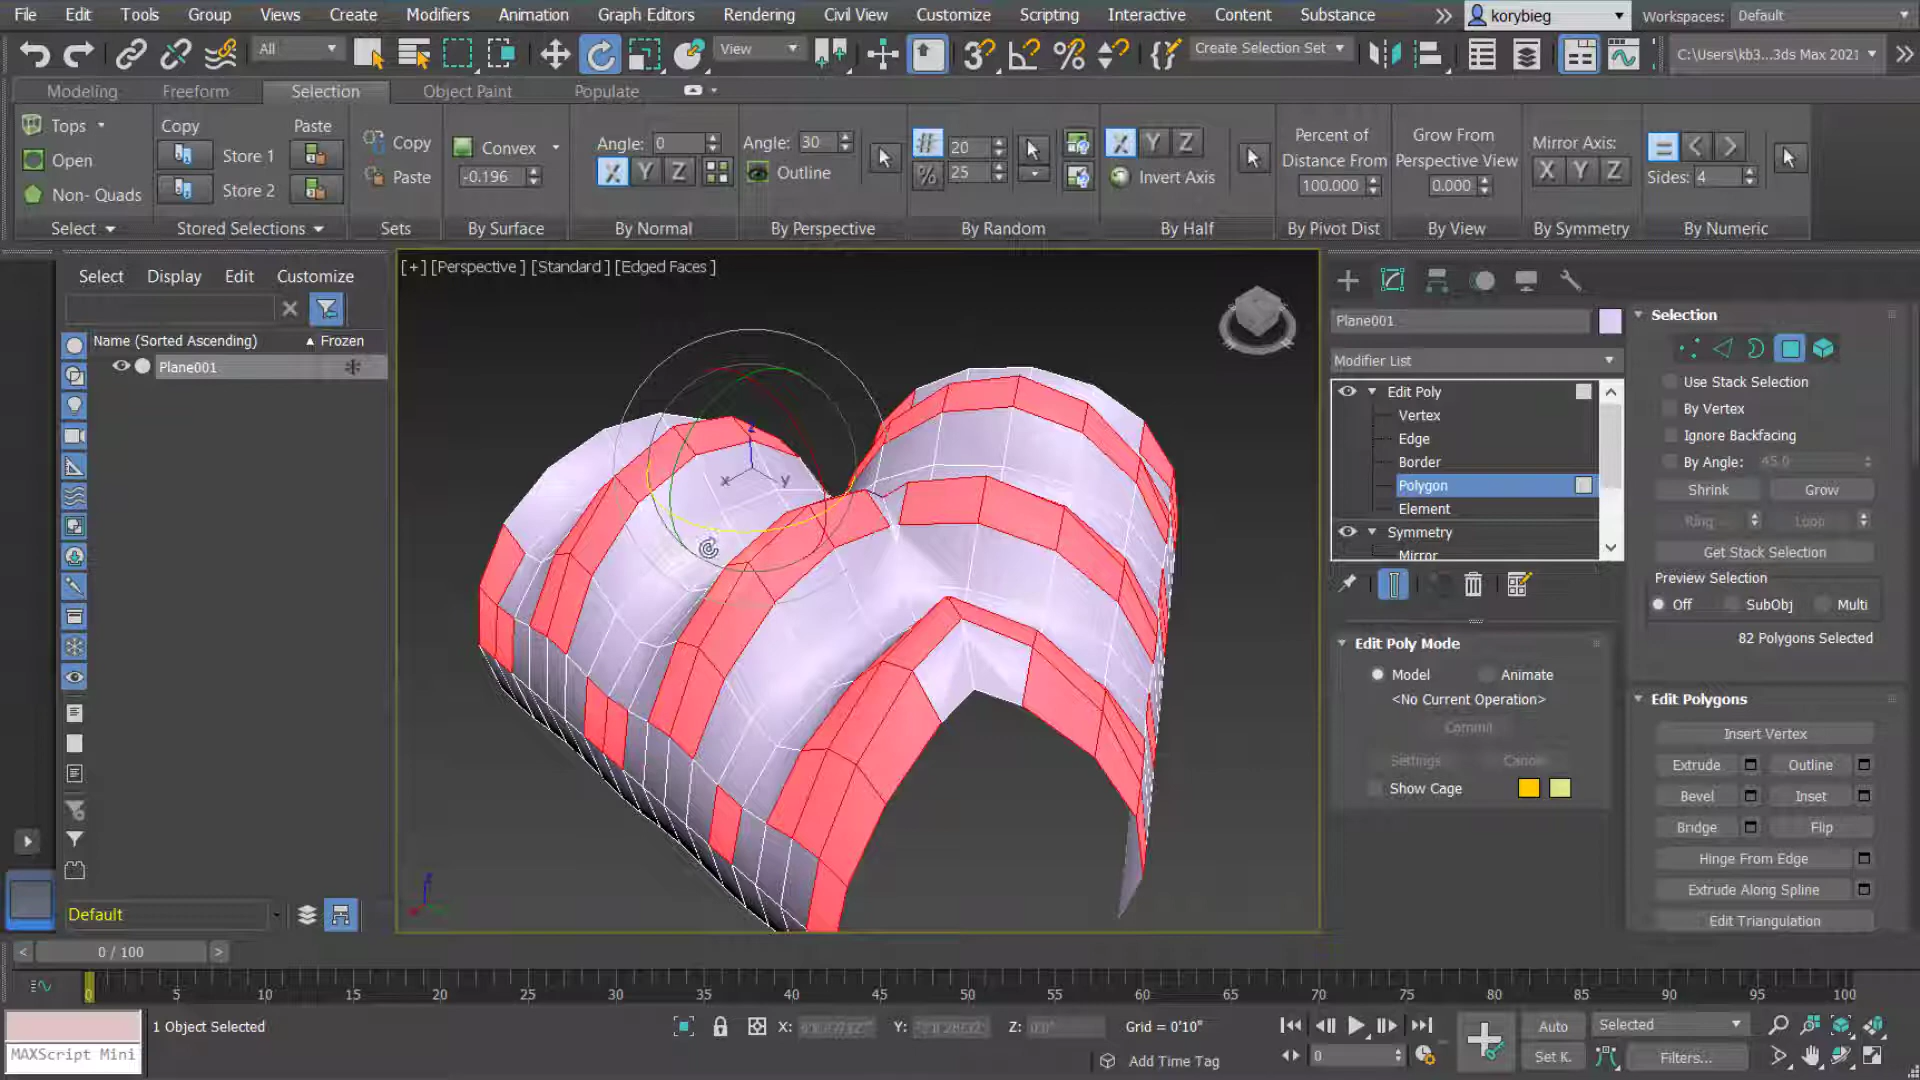 File Edit Tools Group Views Create Modifiers Animation Graph Editors Rendering Civil View Customize Scripting Interactive Content Substance korybieg Workspaces: Default
All View Create Selection Set C:\Users\kb3...3ds Max 2021
Modeling Freeform Selection Object Paint Populate
Tops Copy Paste Copy Convex Angle: 0 Angle: 30 20 X Y Z Percent of Grow From Mirror Axis:
Open Store 1 Paste -0.196 X Y Z Outline % 25 Invert Axis Distance From Perspective View X Y Z Sides: 4
Non- Quads Store 2 100.000 0.000
Select Stored Selections Sets By Surface By Normal By Perspective By Random By Half By Pivot Dist By View By Symmetry By Numeric
Select Display Edit Customize
Name (Sorted Ascending) Frozen
Plane001
[+] [Perspective ] [Standard ] [Edged Faces ]
z
x
y
Plane001
Modifier List
Edit Poly
Vertex
Edge
Border
Polygon
Element
Symmetry
Mirror
Edit Poly Mode
Model Animate
<No Current Operation>
Commit
Settings
Show Cage
Selection
Use Stack Selection
By Vertex
Ignore Backfacing
By Angle: 45.0
Shrink Grow
Ring Loop
Get Stack Selection
Preview Selection
Off SubObj Multi
82 Polygons Selected
Edit Polygons
Insert Vertex
Extrude Outline
Bevel Inset
Bridge Flip
Hinge From Edge
Extrude Along Spline
Edit Triangulation
Default
0 / 100
0 5 10 15 20 25 30 35 40 45 50 55 60 65 70 75 80 85 90 95 100
1 Object Selected X: Y: Z: Grid = 0'10" Auto Selected
MAXScript Mini Add Time Tag 0 Set K. Filters...